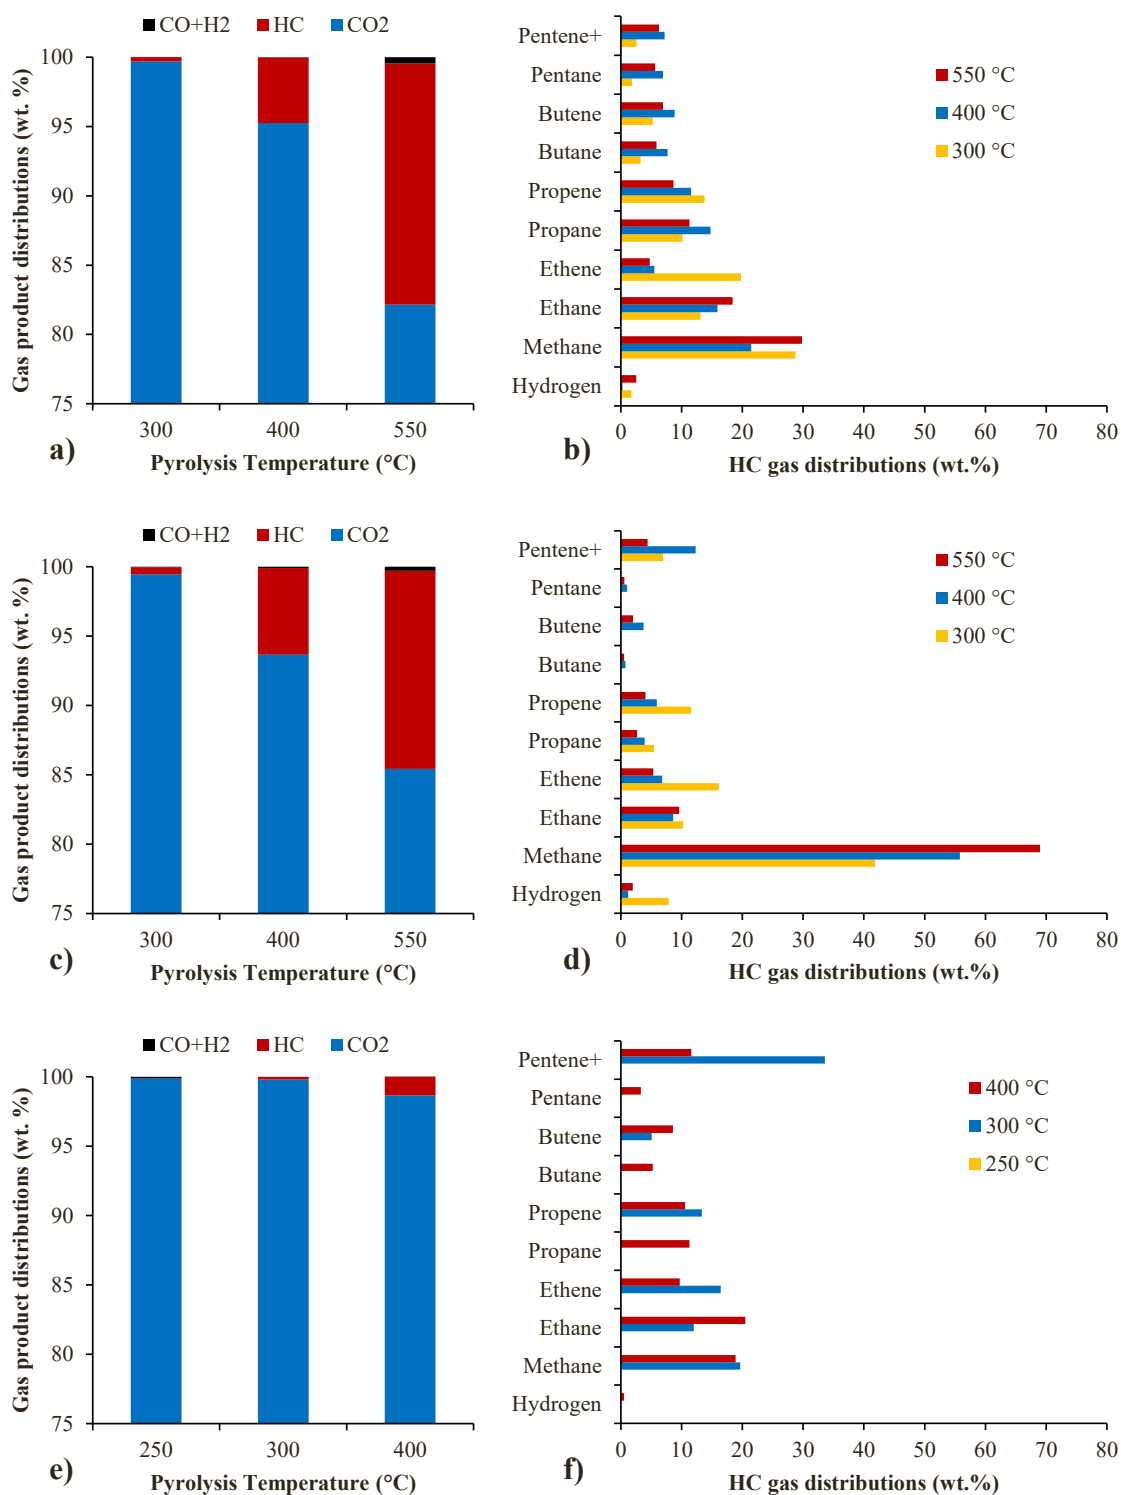 CO+H2 HC CO2
Gas product distributions (wt. %)
100
95
90
85
80
75
300 400 550
Pyrolysis Temperature (°C)
a)
Pentene+
Pentane
Butene
Butane
Propene
Propane
Ethene
Ethane
Methane
Hydrogen
550 °C
400 °C
300 °C
0 10 20 30 40 50 60 70 80
HC gas distributions (wt.%)
b)
CO+H2 HC CO2
Gas product distributions (wt. %)
100
95
90
85
80
75
300 400 550
Pyrolysis Temperature (°C)
c)
Pentene+
Pentane
Butene
Butane
Propene
Propane
Ethene
Ethane
Methane
Hydrogen
550 °C
400 °C
300 °C
0 10 20 30 40 50 60 70 80
HC gas distributions (wt.%)
d)
CO+H2 HC CO2
Gas product distributions (wt. %)
100
95
90
85
80
75
250 300 400
Pyrolysis Temperature (°C)
e)
Pentene+
Pentane
Butene
Butane
Propene
Propane
Ethene
Ethane
Methane
Hydrogen
400 °C
300 °C
250 °C
0 10 20 30 40 50 60 70 80
HC gas distributions (wt.%)
f)